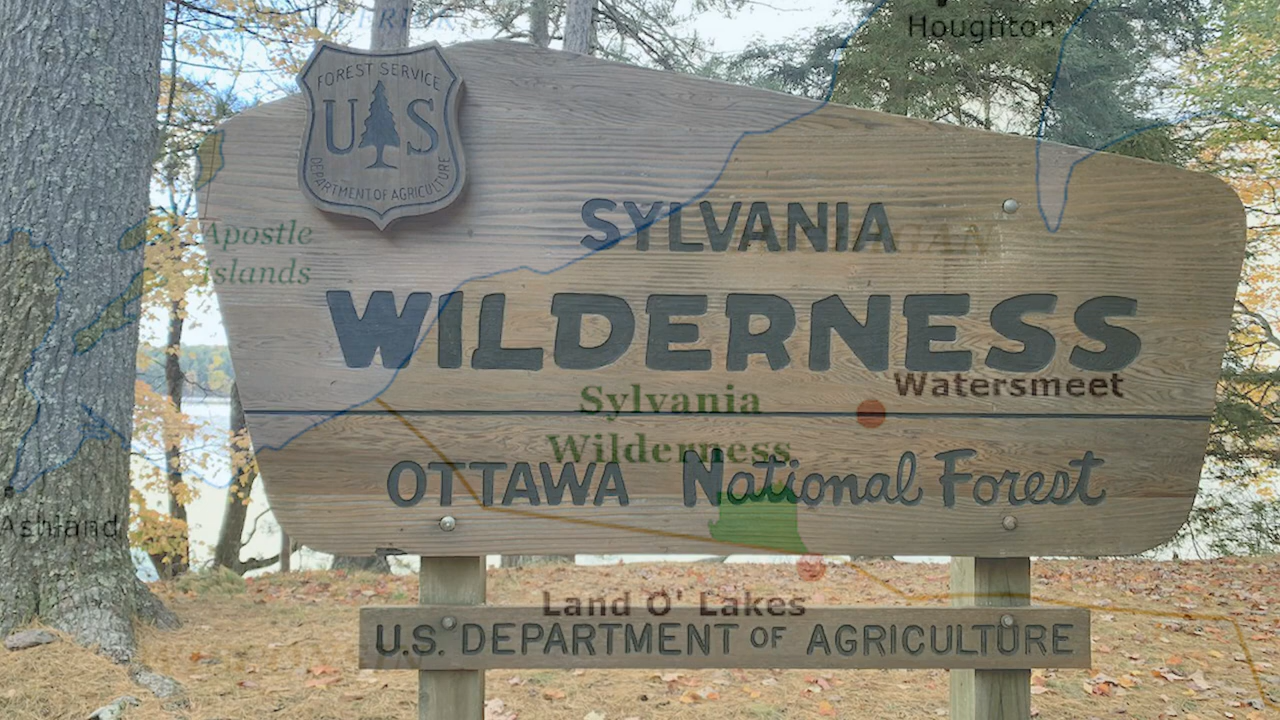 Houghton
FOREST SERVICE
U S
DEPARTMENT OF AGRICULTURE
Apostle
Islands
SYLVANIA
WILDERNESS
Watersmeet
Sylvania
Wilderness
OTTAWA National Forest
Ashland
Land O' Lakes
U.S. DEPARTMENT OF AGRICULTURE